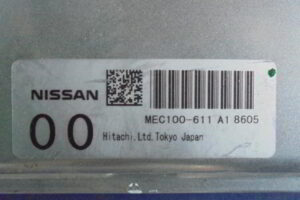 NISSAN
MEC100-611 A1 8605
00
Hitachi.Ltd.Tokyo Japan